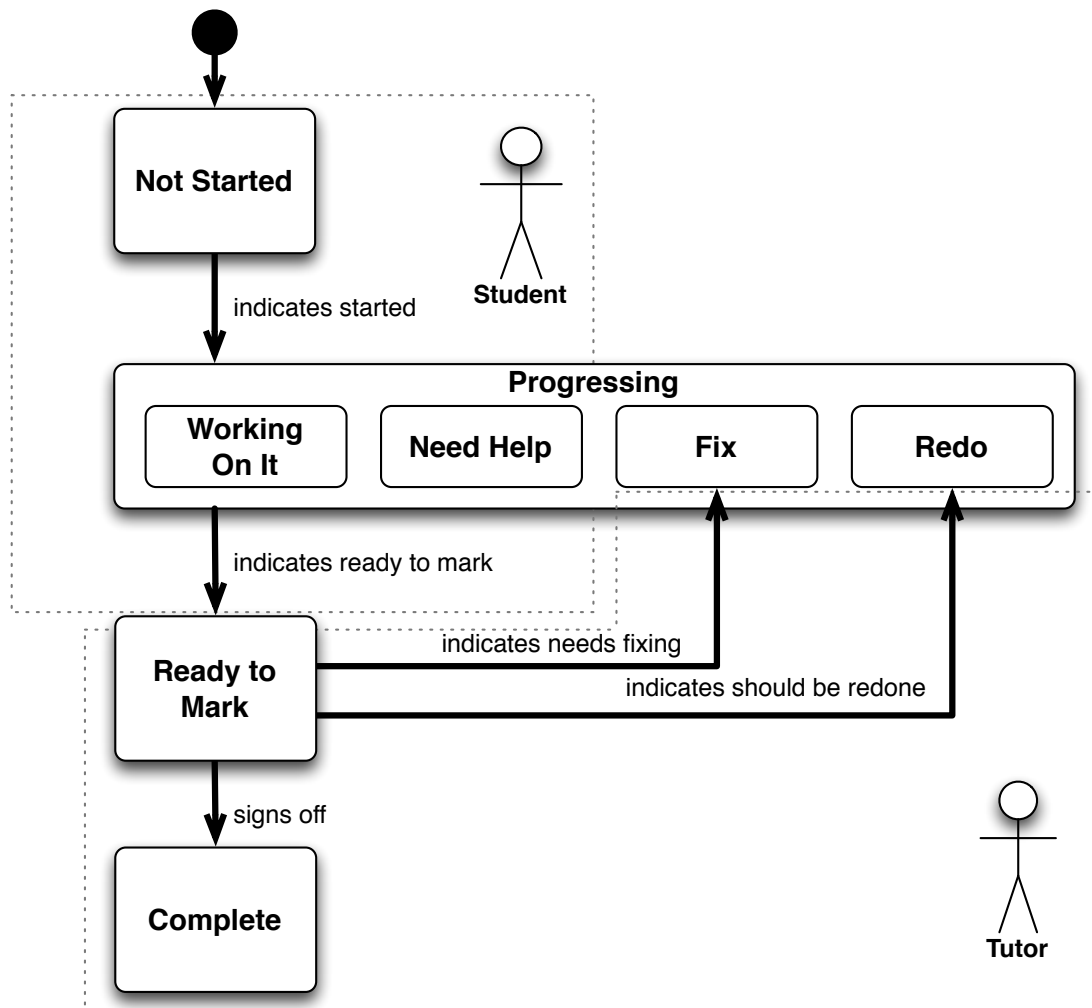 Not Started
Student
indicates started
Progressing
Working
On It
Need Help
Fix
Redo
indicates ready to mark
indicates needs fixing
Ready to
Mark
indicates should be redone
signs off
Complete
Tutor